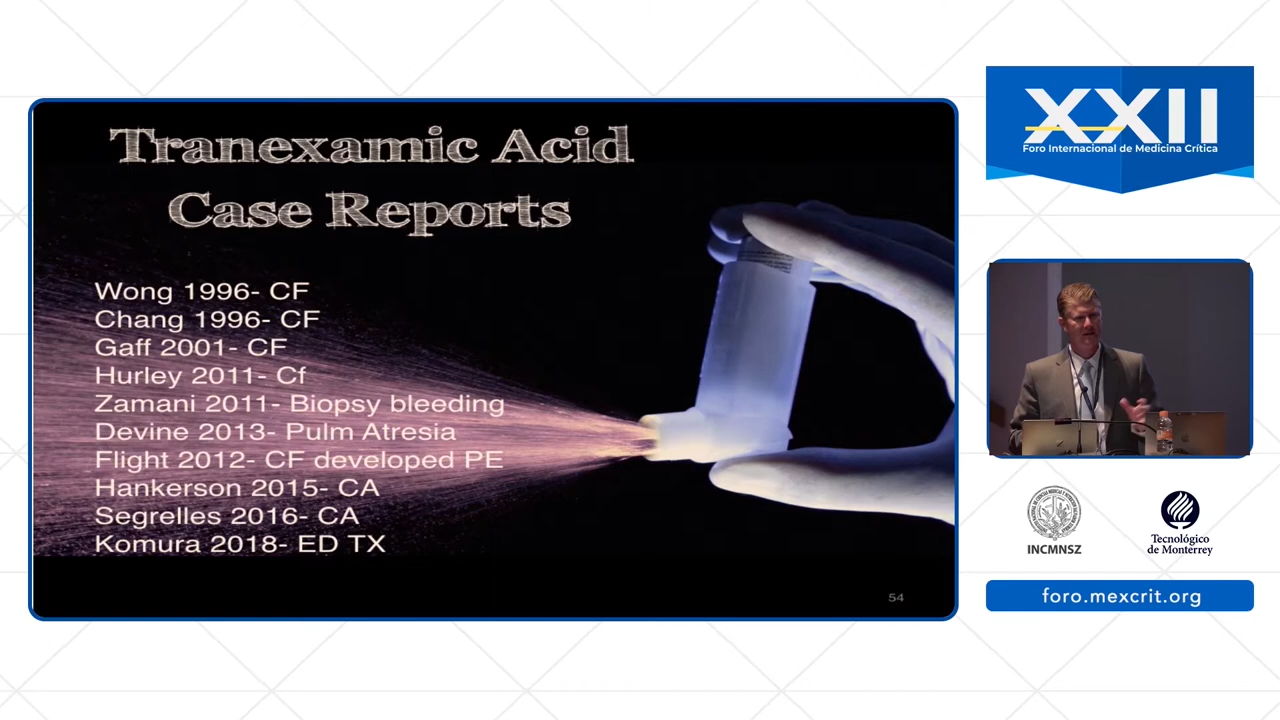 Tranexamic Acid
Case Reports
Wong 1996- CF
Chang 1996- CF
Gaff 2001- CF
Hurley 2011- Cf
Zamani 2011- Biopsy bleeding
Devine 2013- Pulm Atresia
Flight 2012- CF developed PE
Hankerson 2015- CA
Segrelles 2016- CA
Komura 2018- ED TX
54
XXII
Foro Internacional de Medicina Crítica
INCMNSZ
Tecnológico
de Monterrey
foro.mexcrit.org